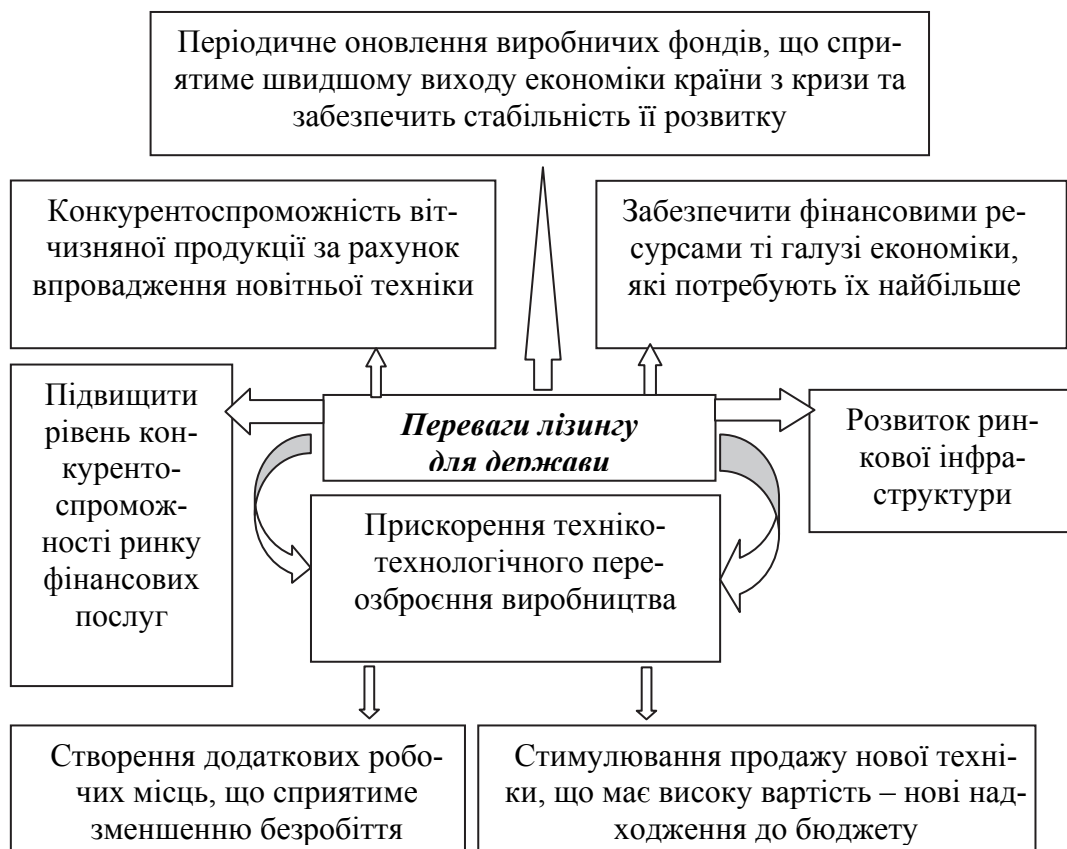 Періодичне оновлення виробничих фондів, що спри-
ятиме швидшому виходу економіки країни з кризи та
забезпечить стабільність її розвитку
Конкурентоспроможність віт-
чизняної продукції за рахунок
впровадження новітньої техніки
Забезпечити фінансовими ре-
сурсами ті галузі економіки,
які потребують їх найбільше
Підвищити
рівень кон-
куренто-
спромож-
ності ринку
фінансових
послуг
Переваги лізингу
для держави
Розвиток рин-
кової інфра-
структури
Прискорення техніко-
технологічного пере-
озброєння виробництва
Створення додаткових робо-
чих місць, що сприятиме
зменшенню безробіття
Стимулювання продажу нової техні-
ки, що має високу вартість – нові над-
ходження до бюджету